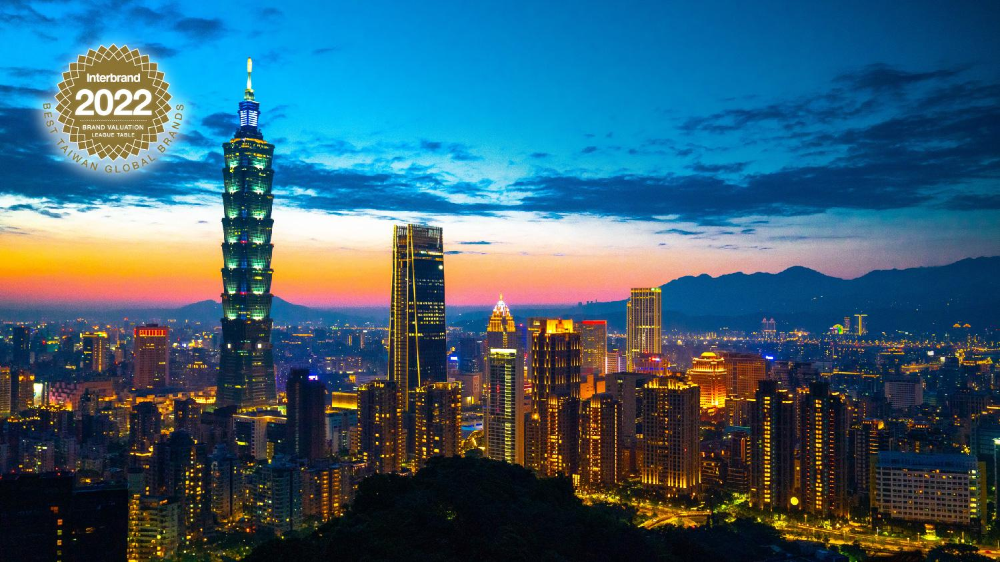 Interbrand
2022
BRAND VALUATION
LEAGUE TABLE
BEST TAIWAN GLOBAL BRANDS